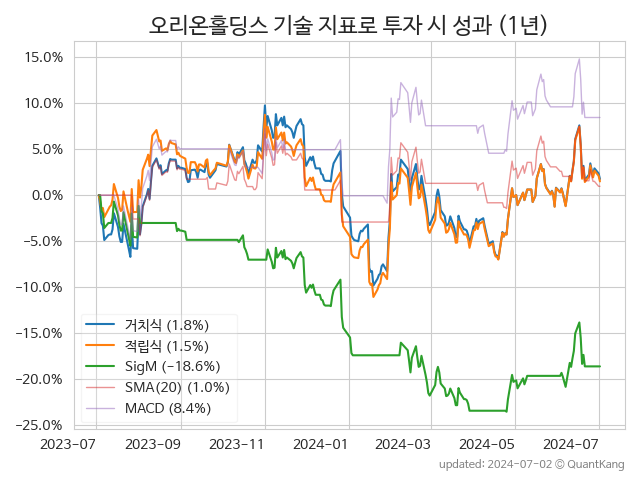 오리온홀딩스 기술 지표로 투자 시 성과 (1년)
15.0%
10.0%
5.0%
0.0%
−5.0%
−10.0%
−15.0%
−20.0%
−25.0%
거치식 (1.8%)
적립식 (1.5%)
SigM (−18.6%)
SMA(20) (1.0%)
MACD (8.4%)
2023-07 2023-09 2023-11 2024-01 2024-03 2024-05 2024-07
updated: 2024-07-02 © QuantKang